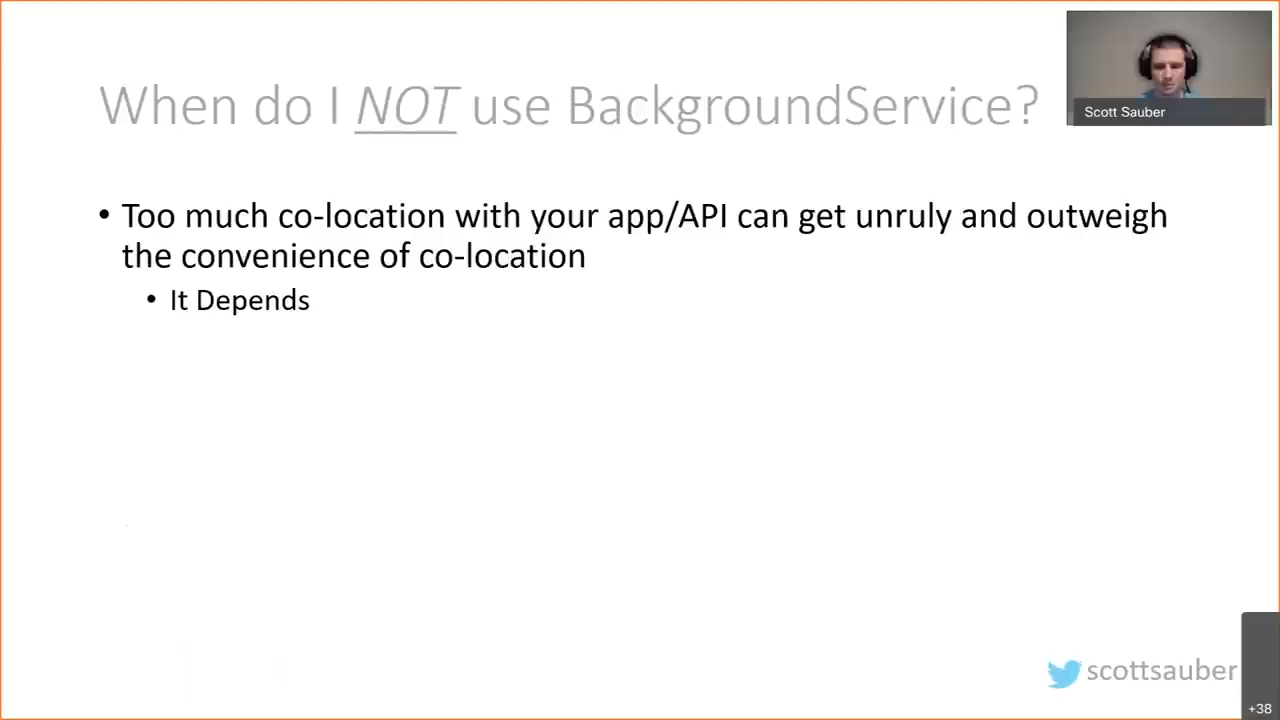 When do I NOT use BackgroundService?
Scott Sauber
• Too much co-location with your app/API can get unruly and outweigh
the convenience of co-location
• It Depends
scottsauber
+38